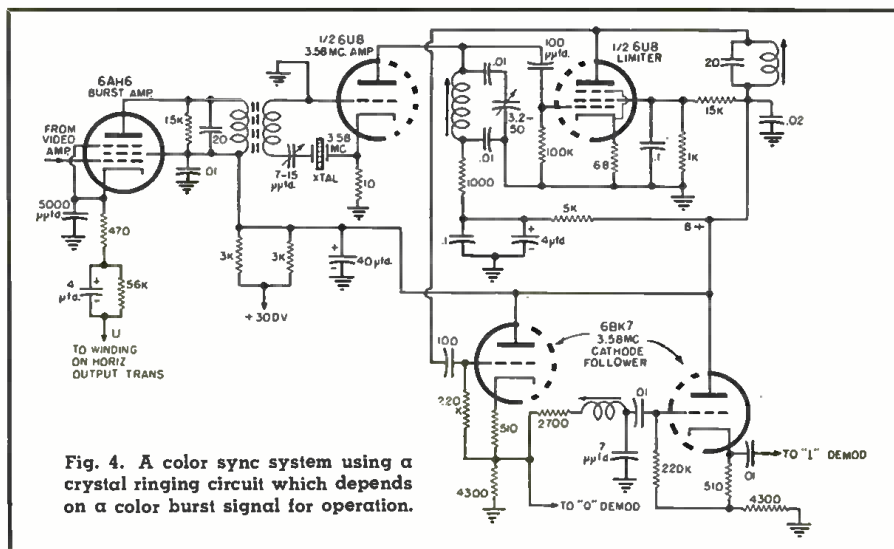 6AH6
BURST AMP.
FROM
VIDEO
AMP.
5000
μμfd.
470
4
μfd.
56K
U
TO WINDING
ON HORIZ
OUTPUT TRANS
15K
20
.01
3K
3K
+300V
40μfd.
1/2 6U8
3.58 MC. AMP
7-15
μμfd.
3.58
MC
XTAL
10
.01
.01
3.2-
50
1000
.1
4μfd
5K
100
μμfd.
100K
1/2 6U8
LIMITER
68
.1
1K
15K
20
.02
B+
100
220
K
510
4300
6BK7
3.58MC
CATHODE
FOLLOWER
2700
7
μμfd
.01
220K
TO "Q" DEMOD
510
.01
TO "I" DEMOD
4300
Fig. 4. A color sync system using a
crystal ringing circuit which depends
on a color burst signal for operation.